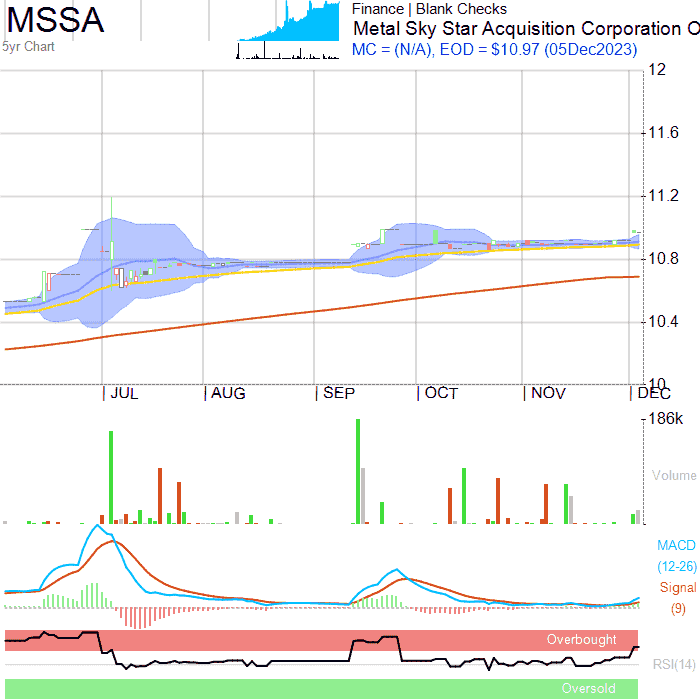 MSSA
5yr Chart
Finance | Blank Checks
Metal Sky Star Acquisition Corporation O
MC = (N/A), EOD = $10.97 (05Dec2023)
12
11.6
11.2
10.8
10.4
10
JUL AUG SEP OCT NOV DEC
186k
Volume
MACD
(12-26)
Signal
(9)
Overbought
RSI(14)
Oversold